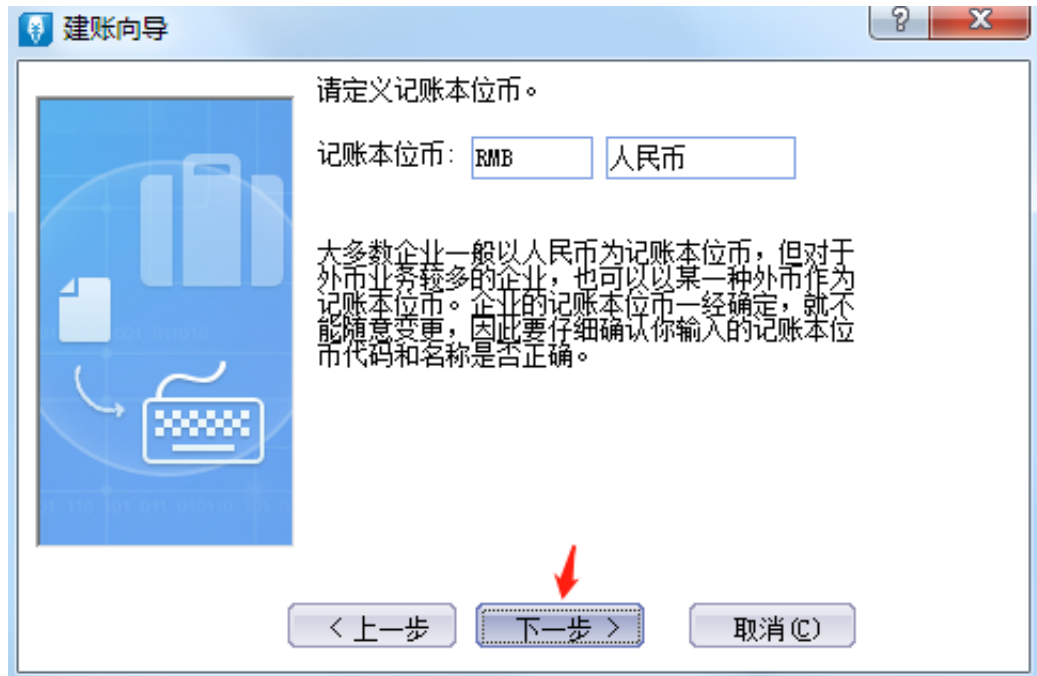 建账向导
请定义记账本位币。
记账本位币: RMB 人民币
大多数企业一般以人民币为记账本位币，但对于
外币业务较多的企业，也可以以某一种外币作为
记账本位币。企业的记账本位币一经确定，就不
能随意变更，因此要仔细确认你输入的记账本位
币代码和名称是否正确。
<上一步 下一步> 取消(C)